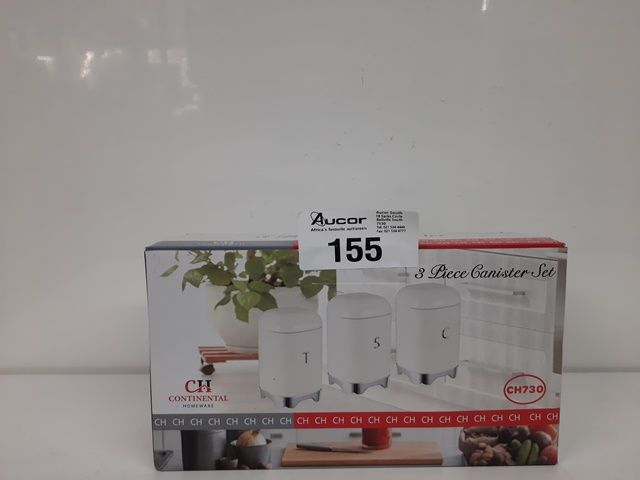 Aucor
Africa's favourite auctioneers
155
3 Piece Canister Set
T S C
CH
CONTINENTAL
HOMEWARE
CH730
CH CH CH CH CH CH CH CH CH CH CH CH CH CH CH CH CH CH CH CH CH CH